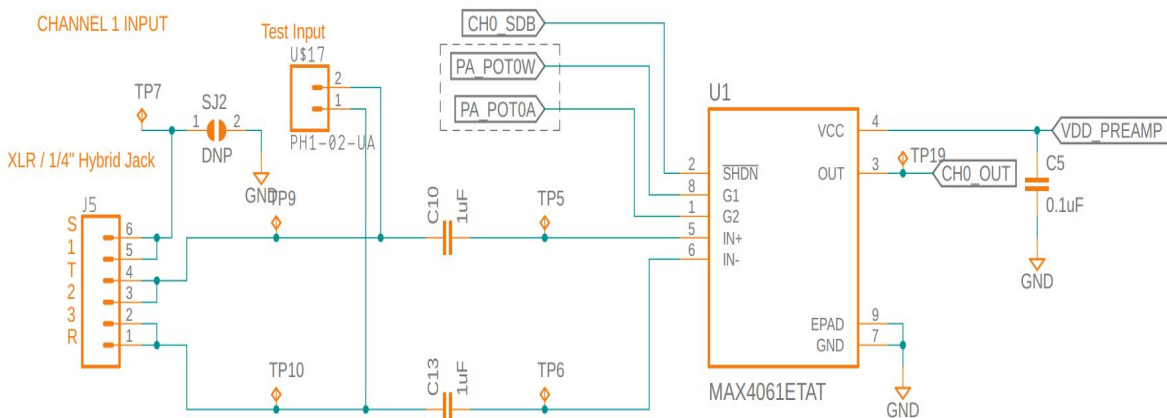 CHANNEL 1 INPUT
Test Input
U$17
2
1
PH1-02-UA
CH0_SDB
PA_POT0W
PA_POT0A
TP7
SJ2
1 2
DNP
GND
XLR / 1/4" Hybrid Jack
J5
S 6
1 5
T 4
2 3
3 2
R 1
TP9
C10
1uF
TP5
TP10
C13
1uF
TP6
U1
2 SHDN
8 G1
1 G2
5 IN+
6 IN-
VCC 4
OUT 3
EPAD 9
GND 7
MAX4061ETAT
VDD_PREAMP
TP19
CH0_OUT
C5
0.1uF
GND
GND